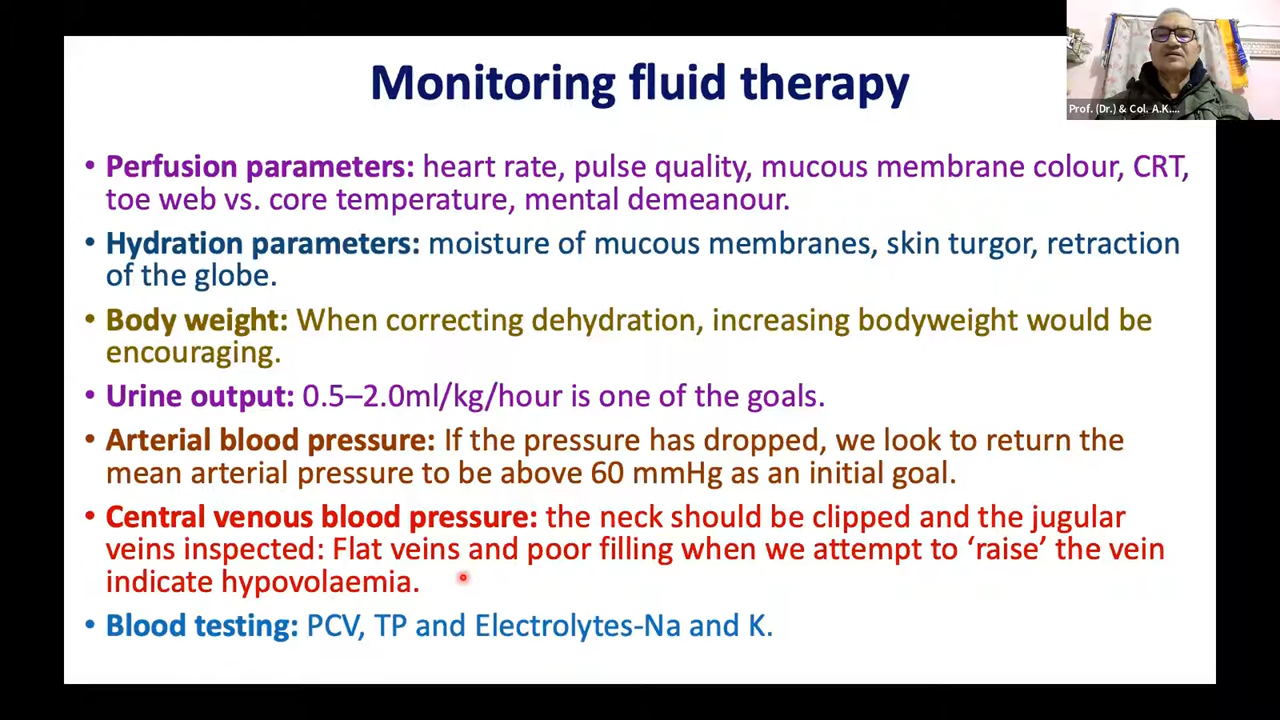 Monitoring fluid therapy
Prof. (Dr.) & Col. A.K....
• Perfusion parameters: heart rate, pulse quality, mucous membrane colour, CRT,
toe web vs. core temperature, mental demeanour.
• Hydration parameters: moisture of mucous membranes, skin turgor, retraction
of the globe.
• Body weight: When correcting dehydration, increasing bodyweight would be
encouraging.
• Urine output: 0.5–2.0ml/kg/hour is one of the goals.
• Arterial blood pressure: If the pressure has dropped, we look to return the
mean arterial pressure to be above 60 mmHg as an initial goal.
• Central venous blood pressure: the neck should be clipped and the jugular
veins inspected: Flat veins and poor filling when we attempt to ‘raise’ the vein
indicate hypovolaemia.
• Blood testing: PCV, TP and Electrolytes-Na and K.